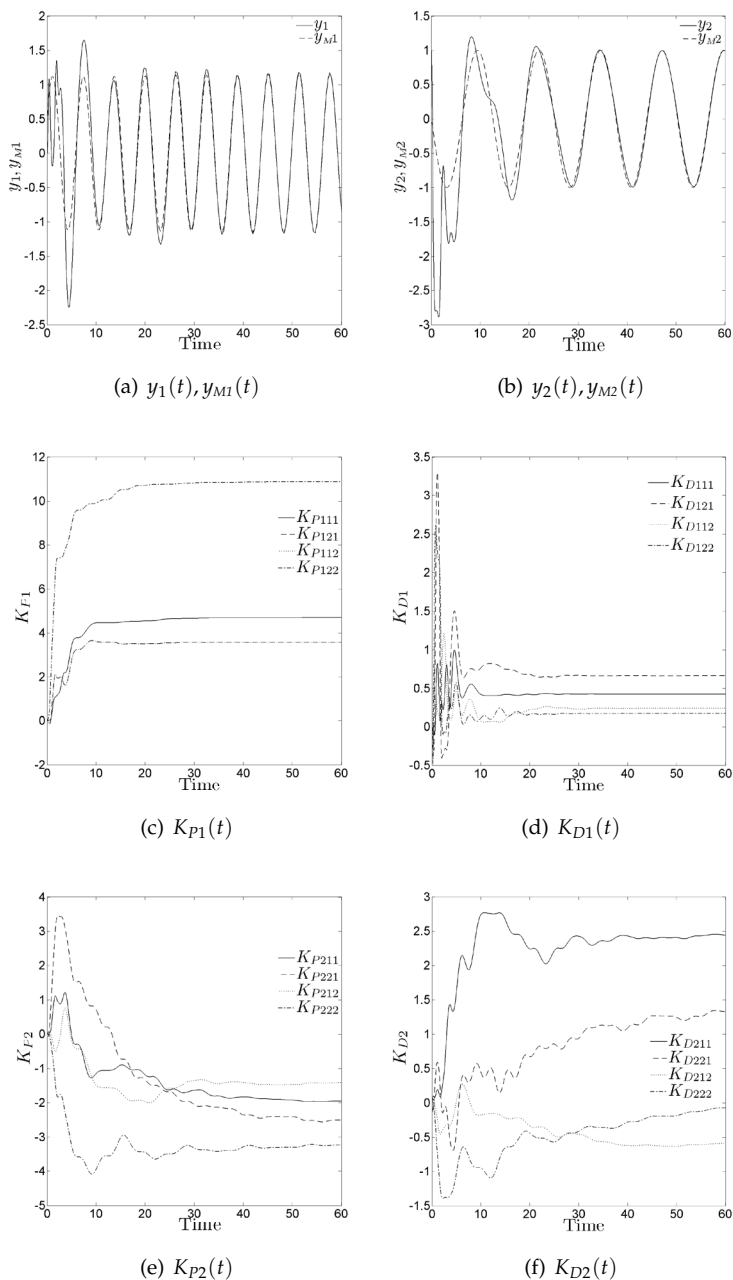 2
1.5
1
0.5
0
-0.5
-1
-1.5
-2
-2.5
y1, yM1
y1
yM1
0 10 20 30 40 50 60
Time
(a) y1(t), yM1(t)
1.5
1
0.5
0
-0.5
-1
-1.5
-2
-2.5
-3
y2, yM2
y2
yM2
0 10 20 30 40 50 60
Time
(b) y2(t), yM2(t)
12
10
8
6
4
2
0
-2
KP1
KP111
KP121
KP112
KP122
0 10 20 30 40 50 60
Time
(c) KP1(t)
3.5
3
2.5
2
1.5
1
0.5
0
-0.5
KD1
KD111
KD121
KD112
KD122
0 10 20 30 40 50 60
Time
(d) KD1(t)
4
3
2
1
0
-1
-2
-3
-4
-5
KP2
KP211
KP221
KP212
KP222
0 10 20 30 40 50 60
Time
(e) KP2(t)
3
2.5
2
1.5
1
0.5
0
-0.5
-1
-1.5
KD2
KD211
KD221
KD212
KD222
0 10 20 30 40 50 60
Time
(f) KD2(t)